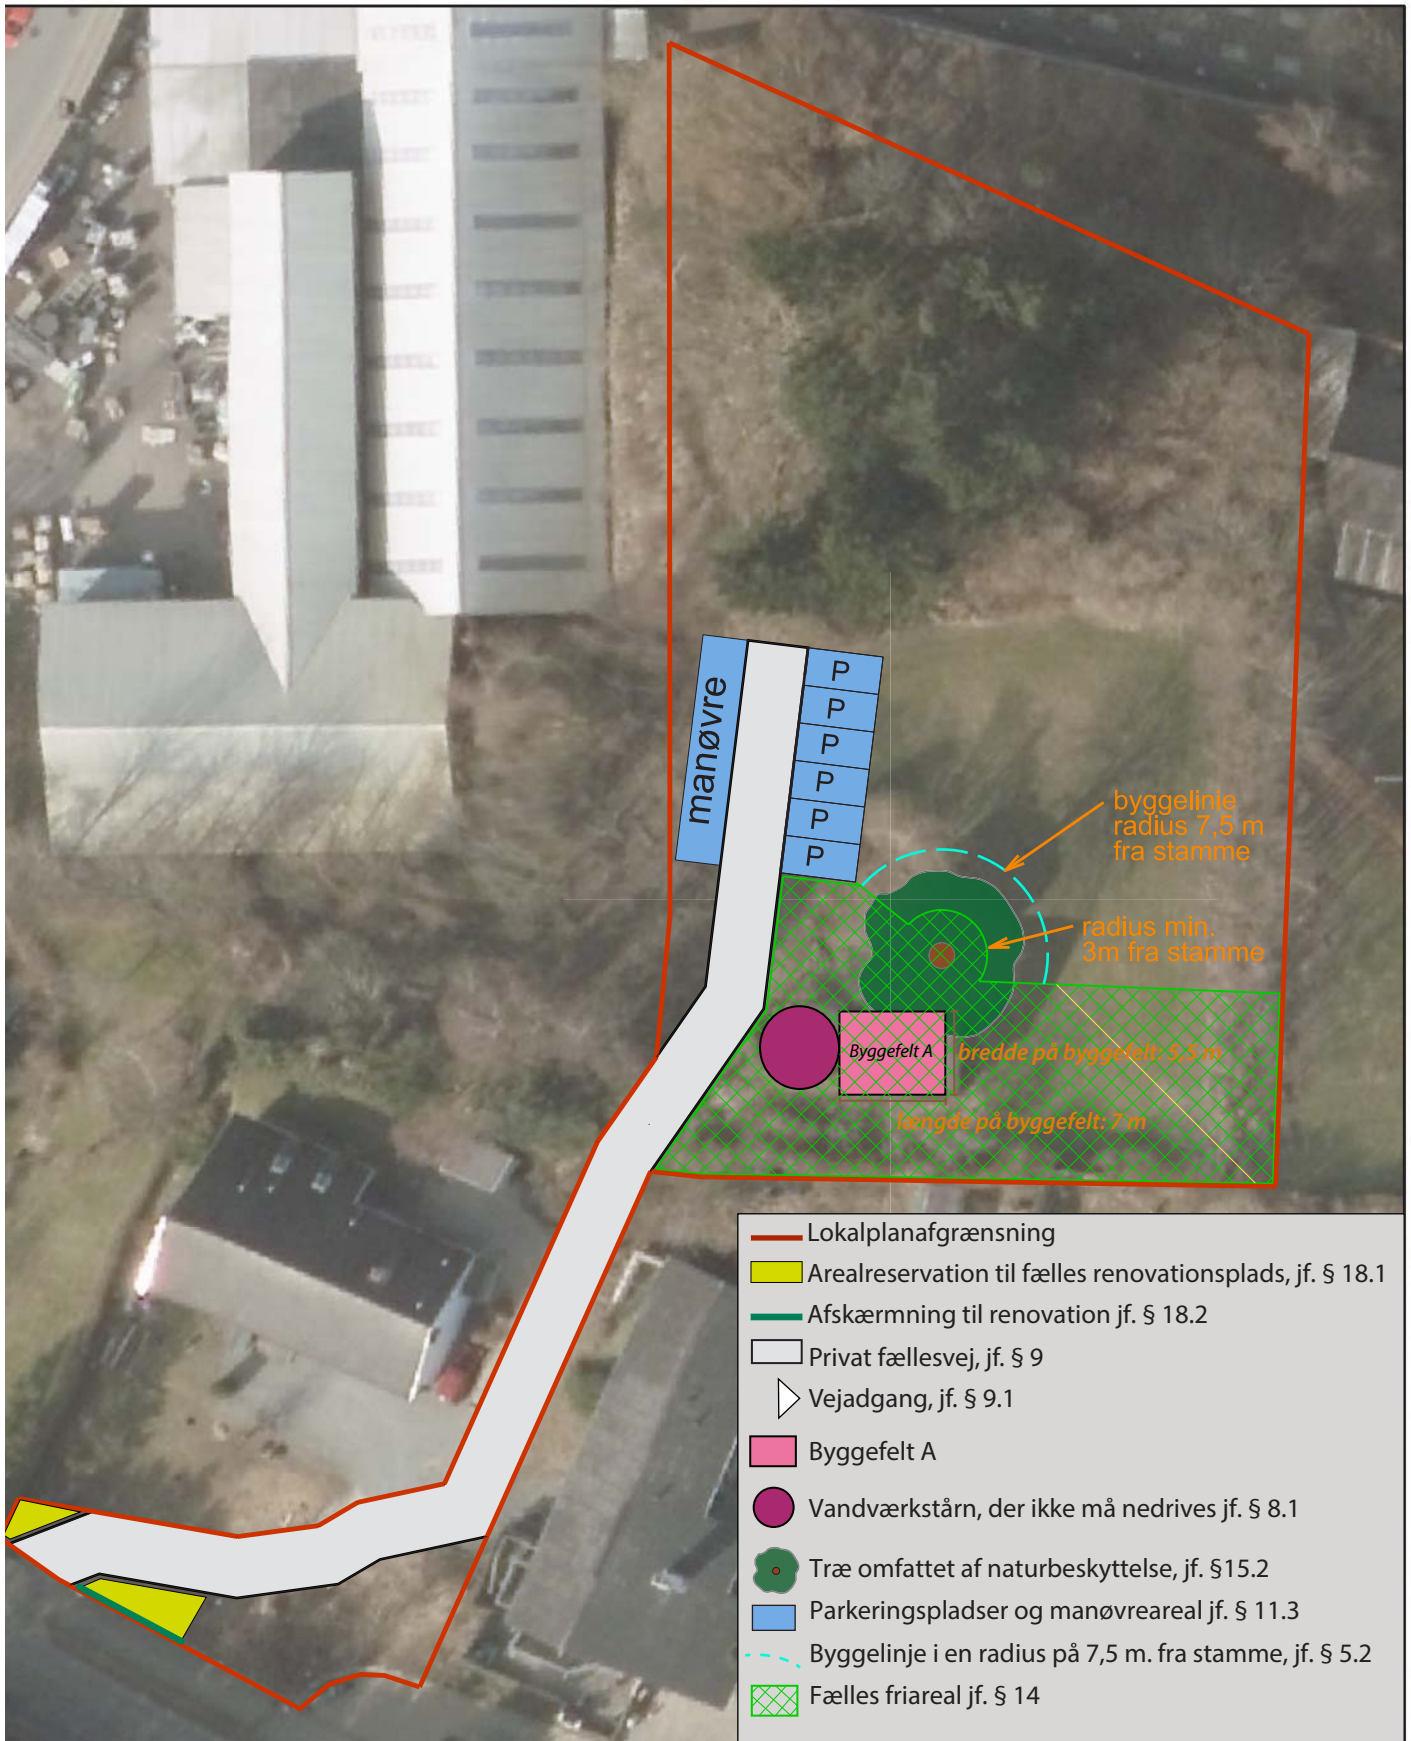 manøvre
P
P
P
P
P
P
byggelinie
radius 7,5 m
fra stamme
radius min.
3m fra stamme
Byggefelt A
bredde på byggefelt: 5,5 m
længde på byggefelt: 7 m
Lokalplanafgrænsning
Arealreservation til fælles renovationsplads, jf. § 18.1
Afskærmning til renovation jf. § 18.2
Privat fællesvej, jf. § 9
Vejadgang, jf. § 9.1
Byggefelt A
Vandværkstårn, der ikke må nedrives jf. § 8.1
Træ omfattet af naturbeskyttelse, jf. §15.2
Parkeringspladser og manøvreareal jf. § 11.3
Byggelinje i en radius på 7,5 m. fra stamme, jf. § 5.2
Fælles friareal jf. § 14